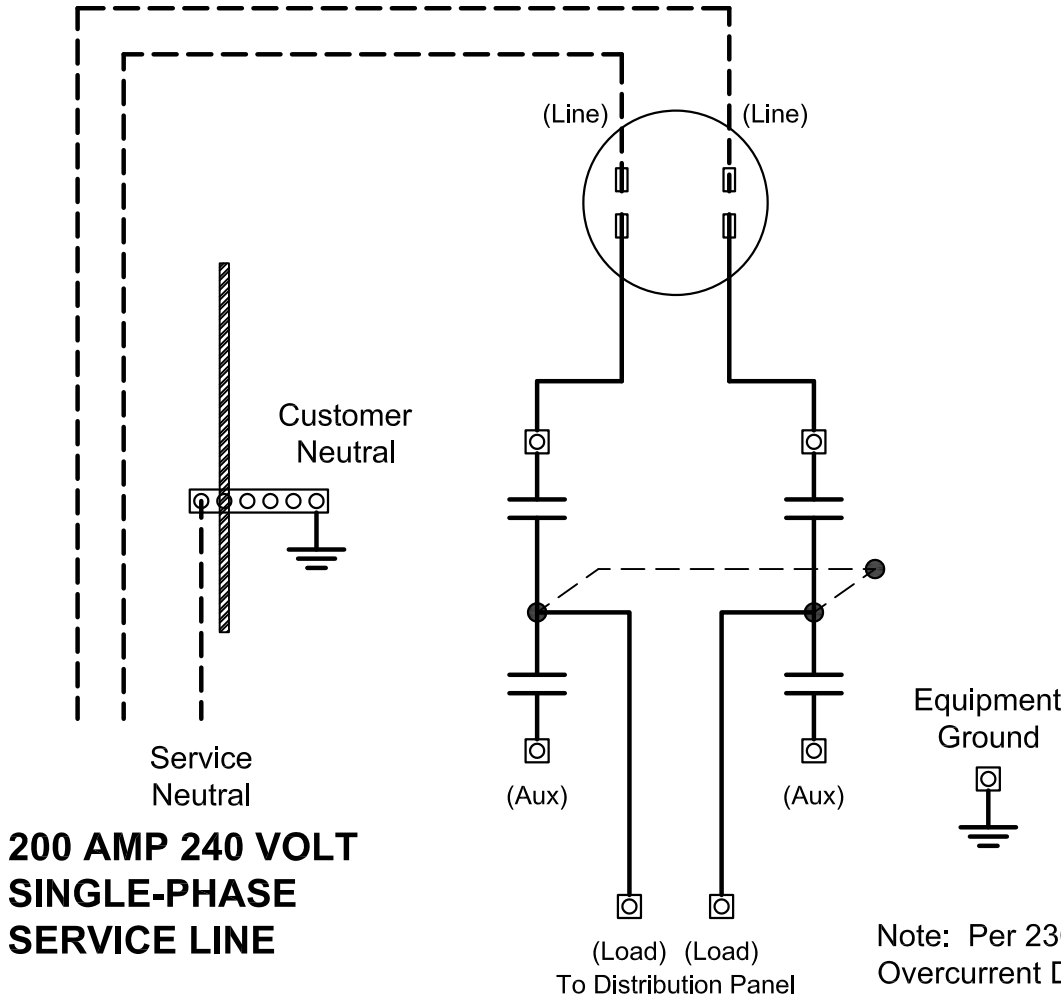 (Line) (Line)
Customer
Neutral
Equipment
Ground
Service
Neutral
(Aux) (Aux)
200 AMP 240 VOLT
SINGLE-PHASE
SERVICE LINE
(Load) (Load)
To Distribution Panel
Note: Per
Overcurrent